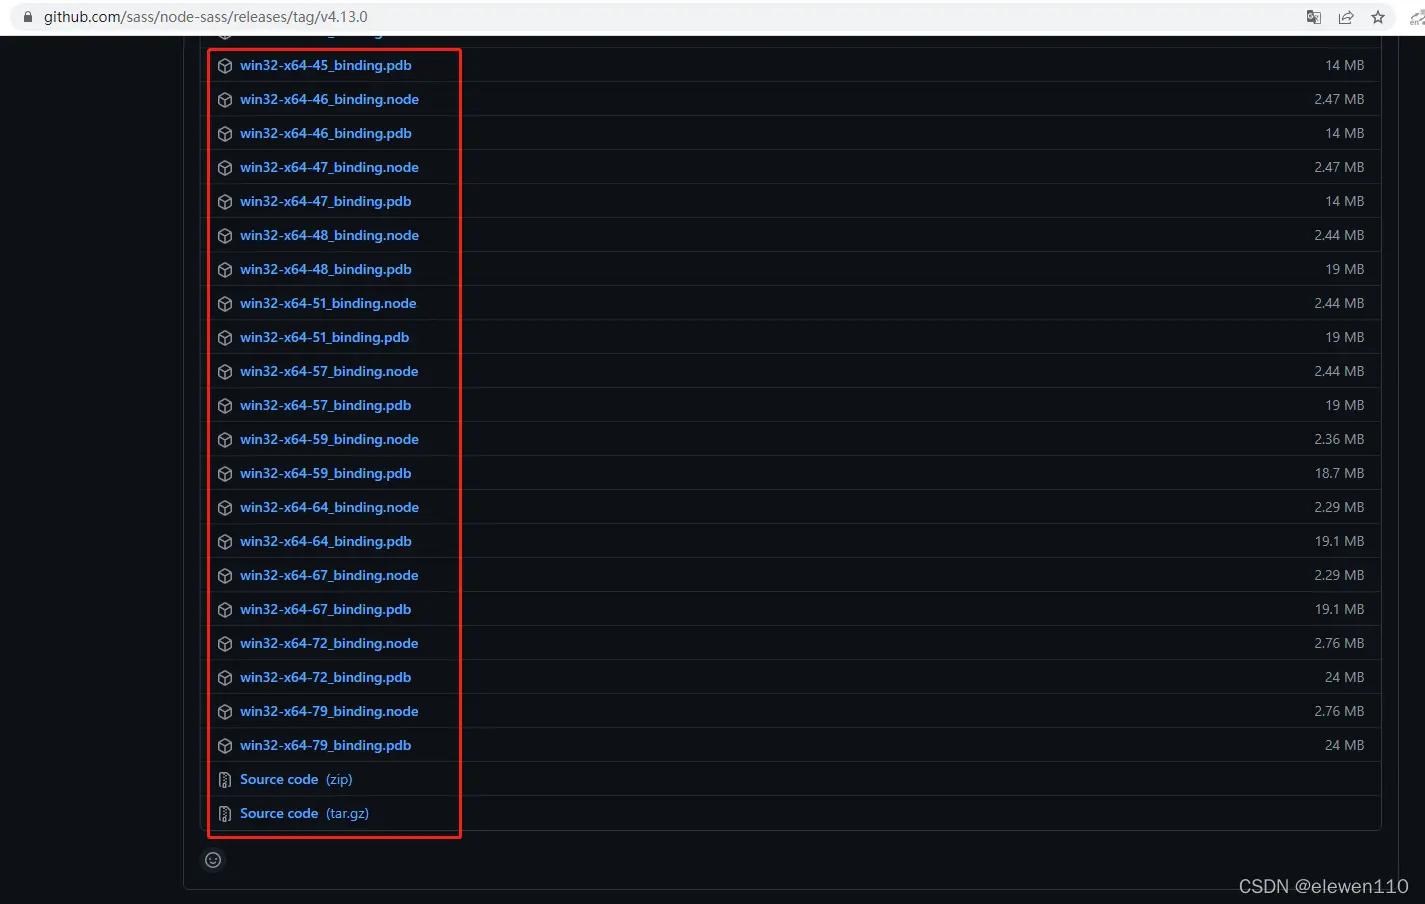 github.com/sass/node-sass/releases/tag/v4.13.0
win32-x64-45_binding.pdb 14 MB
win32-x64-46_binding.node 2.47 MB
win32-x64-46_binding.pdb 14 MB
win32-x64-47_binding.node 2.47 MB
win32-x64-47_binding.pdb 14 MB
win32-x64-48_binding.node 2.44 MB
win32-x64-48_binding.pdb 19 MB
win32-x64-51_binding.node 2.44 MB
win32-x64-51_binding.pdb 19 MB
win32-x64-57_binding.node 2.44 MB
win32-x64-57_binding.pdb 19 MB
win32-x64-59_binding.node 2.36 MB
win32-x64-59_binding.pdb 18.7 MB
win32-x64-64_binding.node 2.29 MB
win32-x64-64_binding.pdb 19.1 MB
win32-x64-67_binding.node 2.29 MB
win32-x64-67_binding.pdb 19.1 MB
win32-x64-72_binding.node 2.76 MB
win32-x64-72_binding.pdb 24 MB
win32-x64-79_binding.node 2.76 MB
win32-x64-79_binding.pdb 24 MB
Source code (zip)
Source code (tar.gz)
CSDN @elewen110